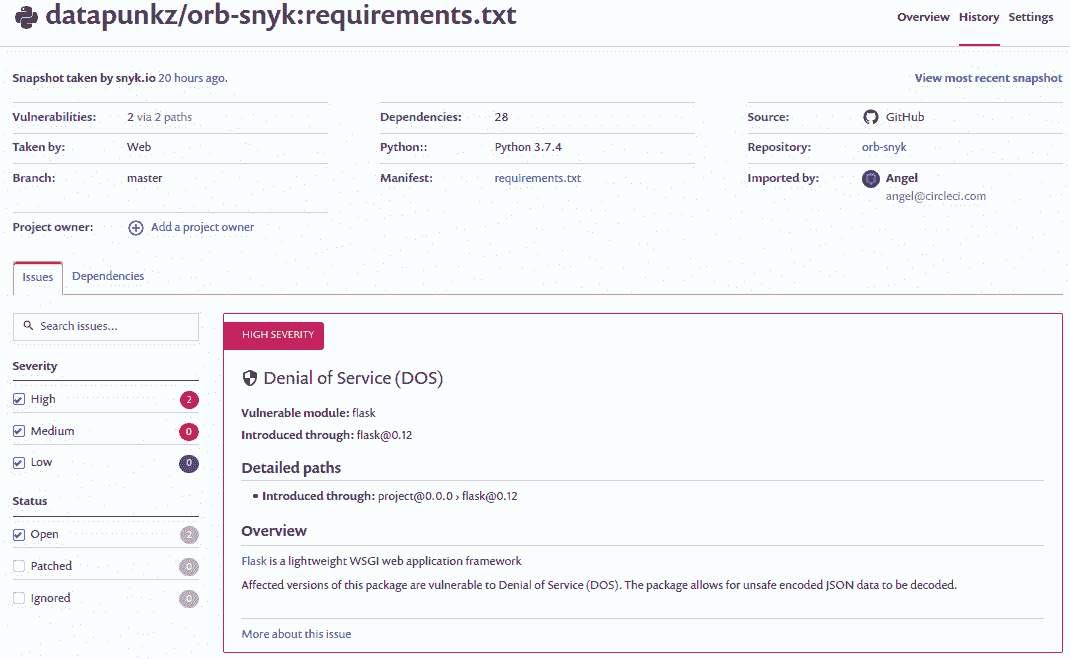 datapunkz/orb-snyk:requirements.txt
Overview History Settings
Snapshot taken by snyk.io 20 hours ago.
View most recent snapshot
Vulnerabilities: 2 via 2 paths
Dependencies: 28
Source: GitHub
Taken by: Web
Python:: Python 3.7.4
Repository: orb-snyk
Branch: master
Manifest: requirements.txt
Imported by: Angel
angel@circleci.com
Project owner: Add a project owner
Issues Dependencies
Search issues...
Severity
High 2
Medium 0
Low 0
Status
Open 2
Patched 0
Ignored 0
HIGH SEVERITY
Denial of Service (DOS)
Vulnerable module: flask
Introduced through: flask@0.12
Detailed paths
• Introduced through: project@0.0.0 › flask@0.12
Overview
Flask is a lightweight WSGI web application framework
Affected versions of this package are vulnerable to Denial of Service (DOS). The package allows for unsafe encoded JSON data to be decoded.
More about this issue